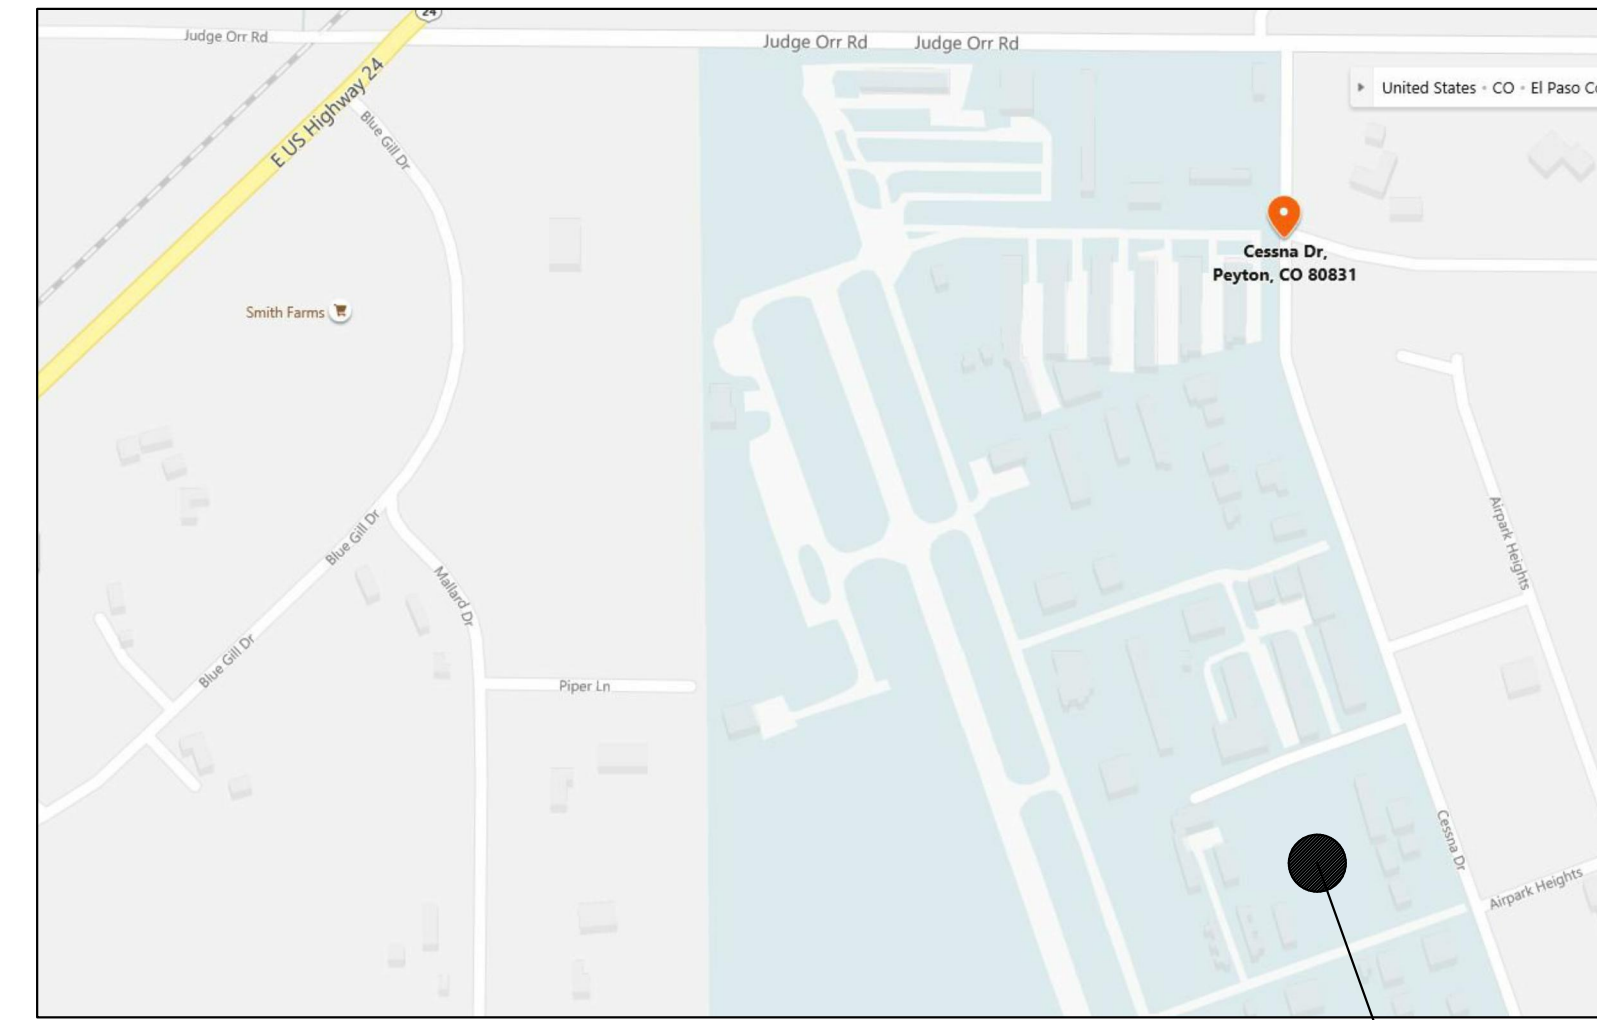 24
Judge Orr Rd
Judge Orr Rd
Judge Orr Rd
United States • CO • El Paso
E US Highway 24
Blue Gill Dr
Cessna Dr,
Peyton, CO 80831
Smith Farms
Blue Gill Dr
Mallard Dr
Airpark Heights
Blue Gill Dr
Piper Ln
Cessna Dr
Airpark Heights